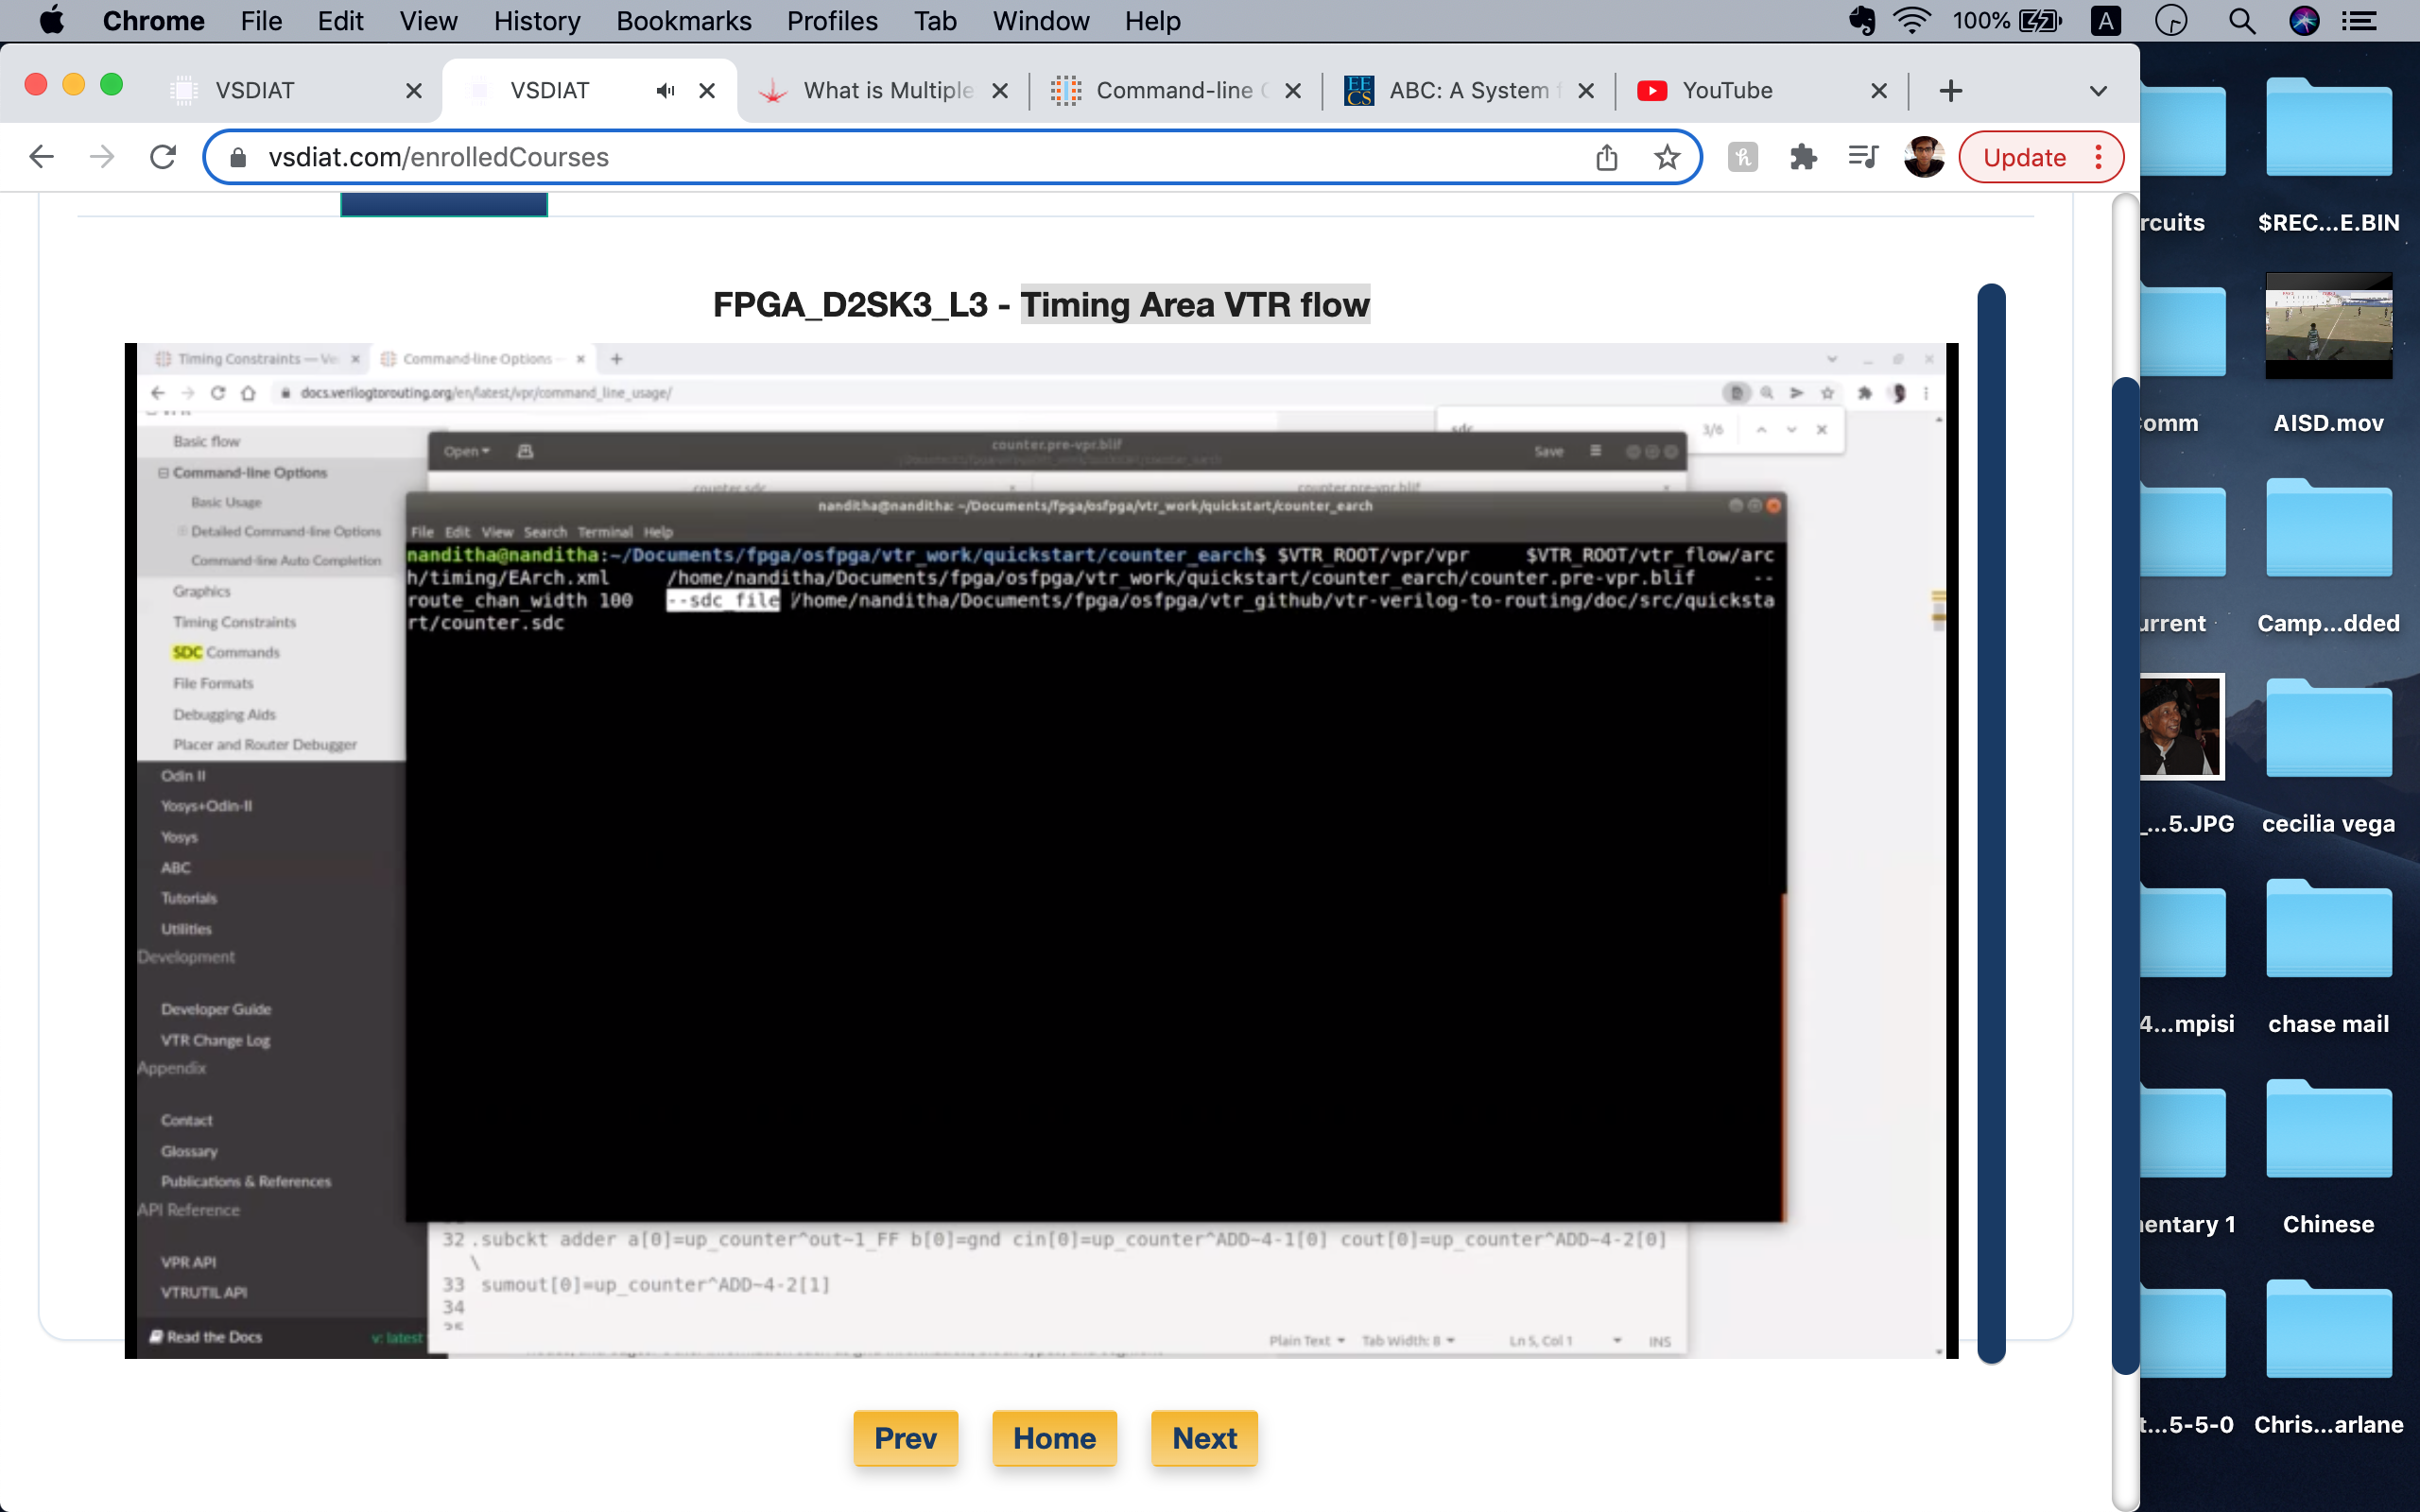 Chrome File Edit View History Bookmarks Profiles Tab Window Help 100% A
VSDIAT VSDIAT What is Multiple Command-line ABC: A System YouTube
vsdiat.com/enrolledCourses Update
FPGA_D2SK3_L3 - Timing Area VTR flow
Timing Constraints — Command-line Options
docs.verilogtorouting.org/en/latest/vpr/command_line_usage/
sdc 3/6
Basic flow
Command-line Options
Basic Usage
Detailed Command-line Options
Command-line Auto Completion
Graphics
Timing Constraints
SDC Commands
File Formats
Debugging Aids
Placer and Router Debugger
Odin II
Yosys+Odin-II
Yosys
ABC
Tutorials
Utilities
Development
Developer Guide
VTR Change Log
Appendix
Contact
Glossary
Publications & References
API Reference
VPR API
VTRUTIL API
Read the Docs v: latest
Open counter.pre-vpr.blif Save
counter.sdc counter.pre-vpr.blif
nanditha@nanditha: ~/Documents/fpga/osfpga/vtr_work/quickstart/counter_earch
File Edit View Search Terminal Help
nanditha@nanditha:~/Documents/fpga/osfpga/vtr_work/quickstart/counter_earch$ $VTR_ROOT/vpr/vpr $VTR_ROOT/vtr_flow/arc
h/timing/EArch.xml /home/nanditha/Documents/fpga/osfpga/vtr_work/quickstart/counter_earch/counter.pre-vpr.blif --
route_chan_width 100 --sdc_file /home/nanditha/Documents/fpga/osfpga/vtr_github/vtr-verilog-to-routing/doc/src/quicksta
rt/counter.sdc
32 .subckt adder a[0]=up_counter^out~1_FF b[0]=gnd cin[0]=up_counter^ADD~4-1[0] cout[0]=up_counter^ADD~4-2[0]
\
33 sumout[0]=up_counter^ADD~4-2[1]
34
Plain Text Tab Width: 8 Ln 5, Col 1 INS
Prev Home Next
rcuits $REC...E.BIN
omm AISD.mov
urrent Camp...dded
_...5.JPG cecilia vega
4...mpisi chase mail
entary 1 Chinese
t...5-5-0 Chris...arlane